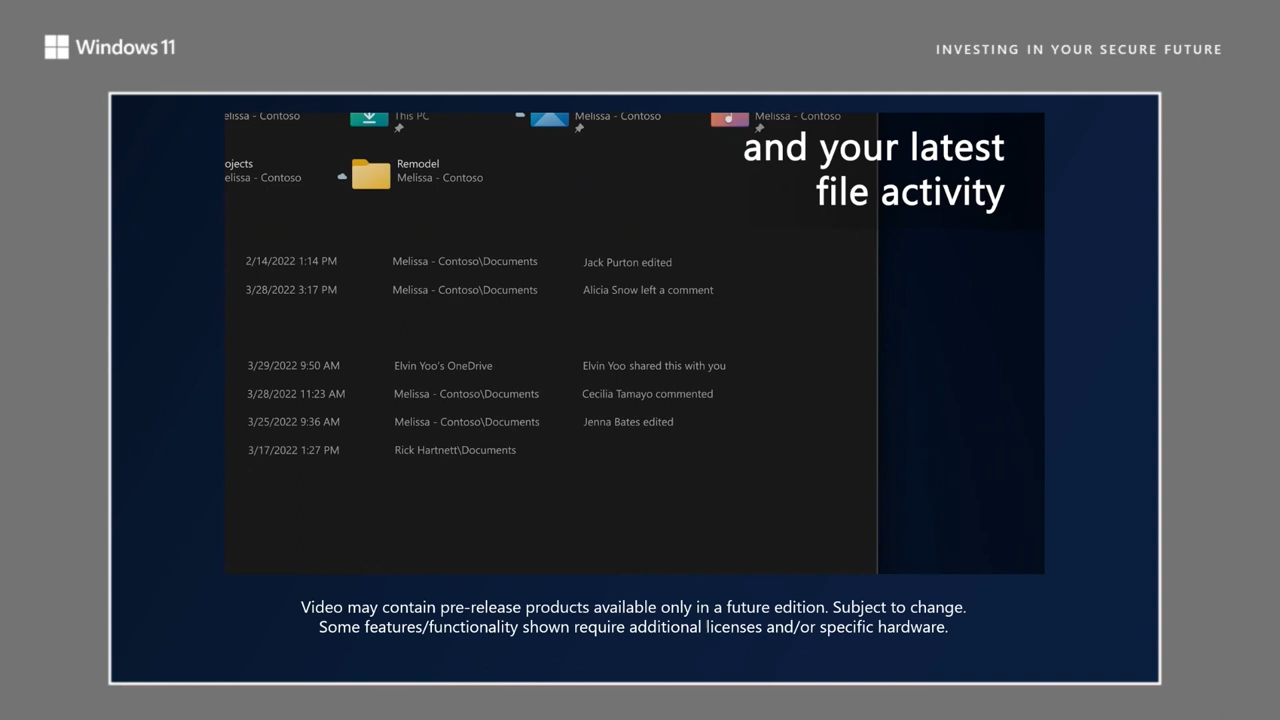 Windows 11
INVESTING IN YOUR SECURE FUTURE
elissa - Contoso
This PC
Melissa - Contoso
Melissa - Contoso
and your latest
file activity
ojects
elissa - Contoso
Remodel
Melissa - Contoso
2/14/2022 1:14 PM Melissa - Contoso\Documents Jack Purton edited
3/28/2022 3:17 PM Melissa - Contoso\Documents Alicia Snow left a comment
3/29/2022 9:50 AM Elvin Yoo's OneDrive Elvin Yoo shared this with you
3/28/2022 11:23 AM Melissa - Contoso\Documents Cecilia Tamayo commented
3/25/2022 9:36 AM Melissa - Contoso\Documents Jenna Bates edited
3/17/2022 1:27 PM Rick Hartnett\Documents
Video may contain pre-release products available only in a future edition. Subject to change.
Some features/functionality shown require additional licenses and/or specific hardware.